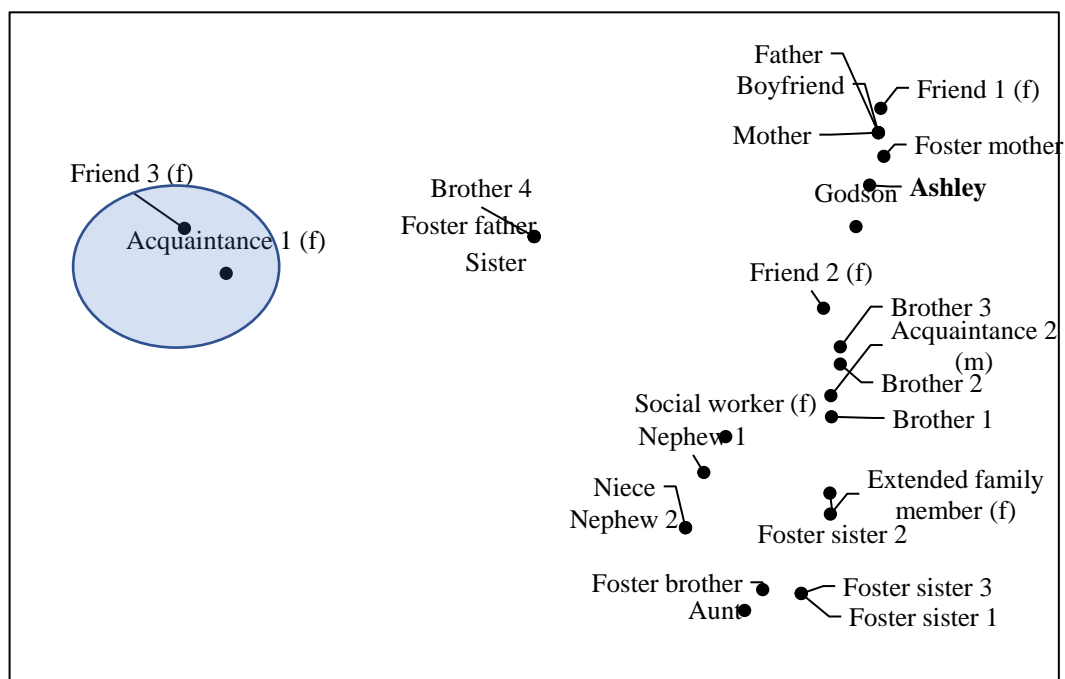 Father
Boyfriend
Friend 1 (f)
Mother
Foster mother
Friend 3 (f)
Brother 4
Godson
Ashley
Foster father
Acquaintance 1 (f)
Sister
Friend 2 (f)
Brother 3
Acquaintance 2
(m)
Brother 2
Social worker (f)
Brother 1
Nephew 1
Niece
Extended family
member (f)
Nephew 2
Foster sister 2
Foster brother
Foster sister 3
Aunt
Foster sister 1